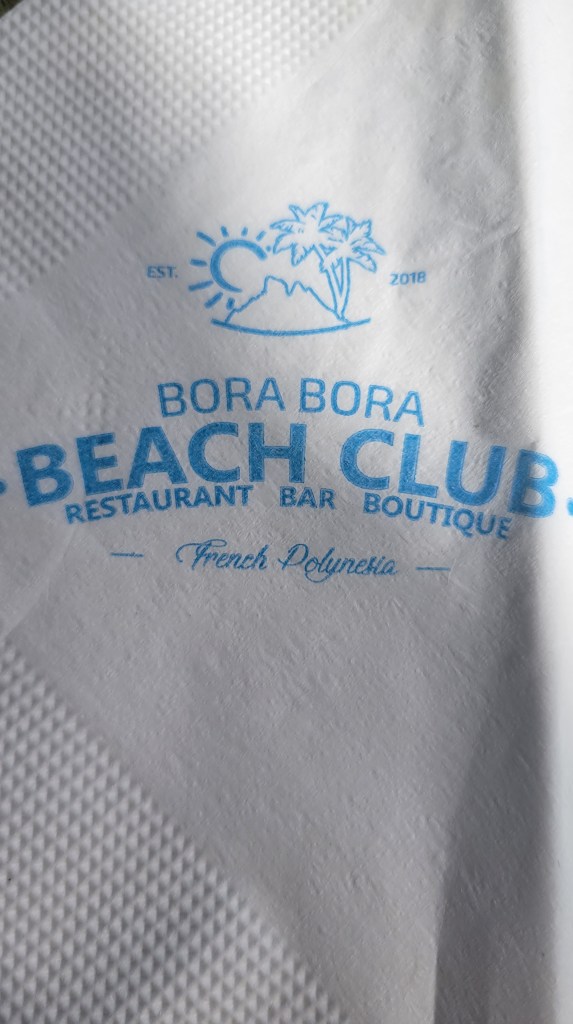 EST. 2018
BORA BORA
BEACH CLUB
RESTAURANT BAR BOUTIQUE
French Polynesia